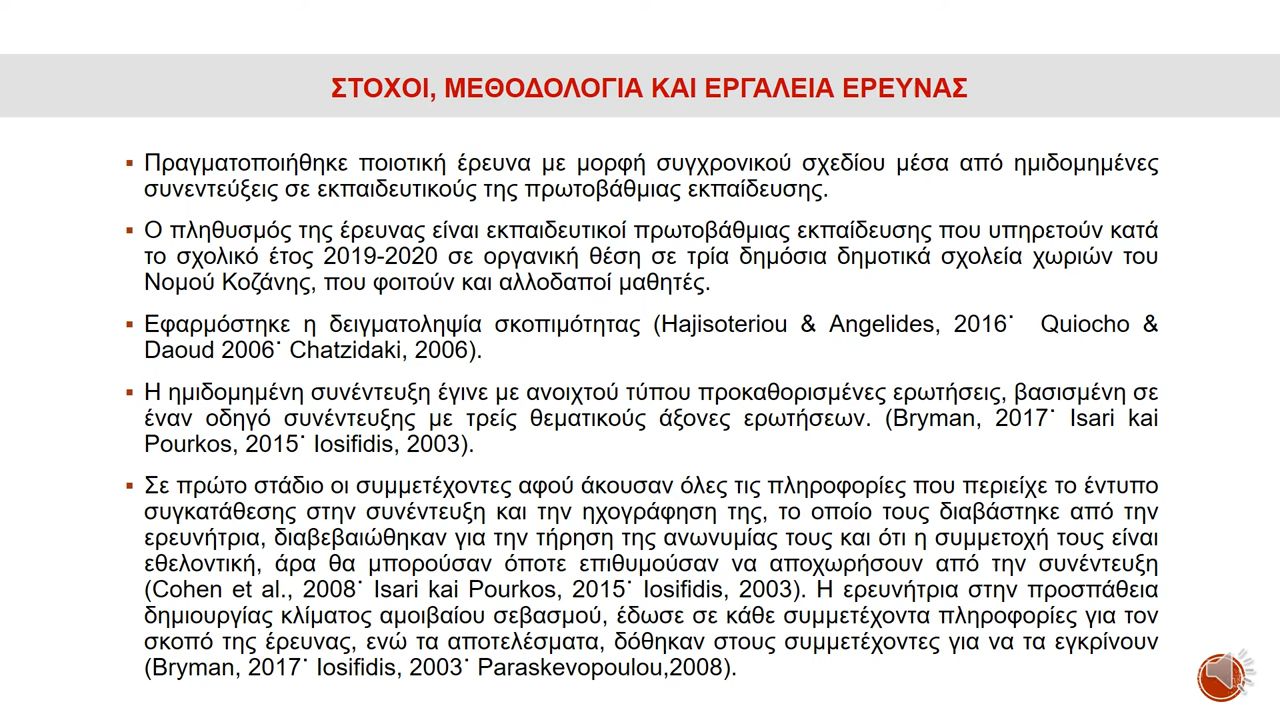 ΣΤΟΧΟΙ, ΜΕΘΟΔΟΛΟΓΙΑ ΚΑΙ ΕΡΓΑΛΕΙΑ ΕΡΕΥΝΑΣ
▪ Πραγματοποιήθηκε ποιοτική έρευνα με μορφή συγχρονικού σχεδίου μέσα από ημιδομημένες
συνεντεύξεις σε εκπαιδευτικούς της πρωτοβάθμιας εκπαίδευσης.
▪ Ο πληθυσμός της έρευνας είναι εκπαιδευτικοί πρωτοβάθμιας εκπαίδευσης που υπηρετούν κατά
το σχολικό έτος 2019-2020 σε οργανική θέση σε τρία δημόσια δημοτικά σχολεία χωριών του
Νομού Κοζάνης, που φοιτούν και αλλοδαποί μαθητές.
▪ Εφαρμόστηκε η δειγματοληψία σκοπιμότητας (Hajisoteriou & Angelides, 2016˙ Quiocho &
Daoud 2006˙ Chatzidaki, 2006).
▪ Η ημιδομημένη συνέντευξη έγινε με ανοιχτού τύπου προκαθορισμένες ερωτήσεις, βασισμένη σε
έναν οδηγό συνέντευξης με τρείς θεματικούς άξονες ερωτήσεων. (Bryman, 2017˙ Isari kai
Pourkos, 2015˙ Iosifidis, 2003).
▪ Σε πρώτο στάδιο οι συμμετέχοντες αφού άκουσαν όλες τις πληροφορίες που περιείχε το έντυπο
συγκατάθεσης στην συνέντευξη και την ηχογράφηση της, το οποίο τους διαβάστηκε από την
ερευνήτρια, διαβεβαιώθηκαν για την τήρηση της ανωνυμίας τους και ότι η συμμετοχή τους είναι
εθελοντική, άρα θα μπορούσαν όποτε επιθυμούσαν να αποχωρήσουν από την συνέντευξη
(Cohen et al., 2008˙ Isari kai Pourkos, 2015˙ Iosifidis, 2003). Η ερευνήτρια στην προσπάθεια
δημιουργίας κλίματος αμοιβαίου σεβασμού, έδωσε σε κάθε συμμετέχοντα πληροφορίες για τον
σκοπό της έρευνας, ενώ τα αποτελέσματα, δόθηκαν στους συμμετέχοντες για να τα εγκρίνουν
(Bryman, 2017˙ Iosifidis, 2003˙ Paraskevopoulou,2008).